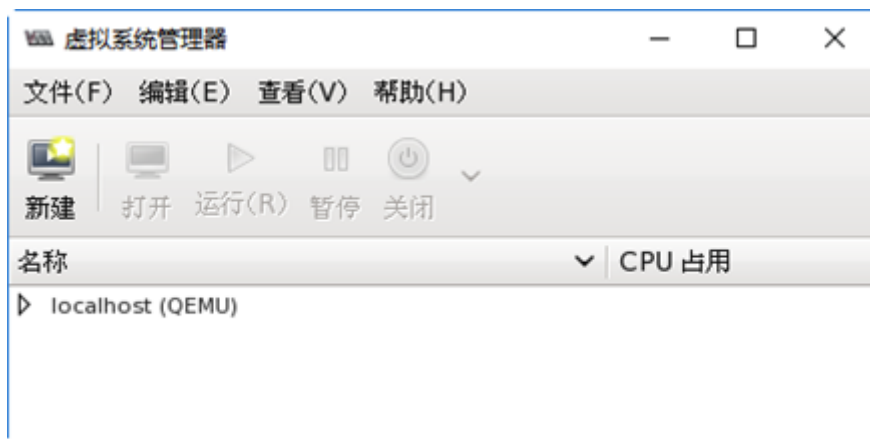 虚拟系统管理器
文件(F) 编辑(E) 查看(V) 帮助(H)
新建 打开 运行(R) 暂停 关闭
名称 CPU 占用
localhost (QEMU)